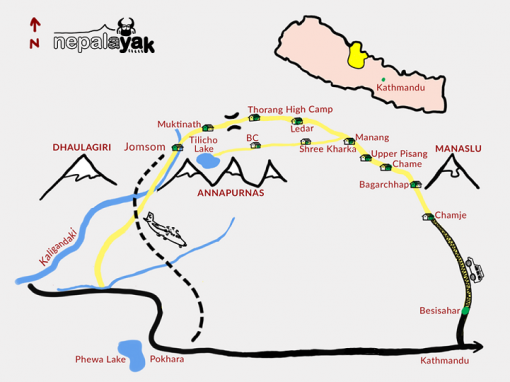 N
nepalayak
Kathmandu
Thorang High Camp
Muktinath
Ledar
Tilicho
Lake
BC
Shree Kharka
Manang
Jomsom
DHAULAGIRI
Upper Pisang
MANASLU
Chame
Bagarchhap
ANNAPURNAS
Chamje
Kaligandaki
Besisahar
Phewa Lake
Pokhara
Kathmandu